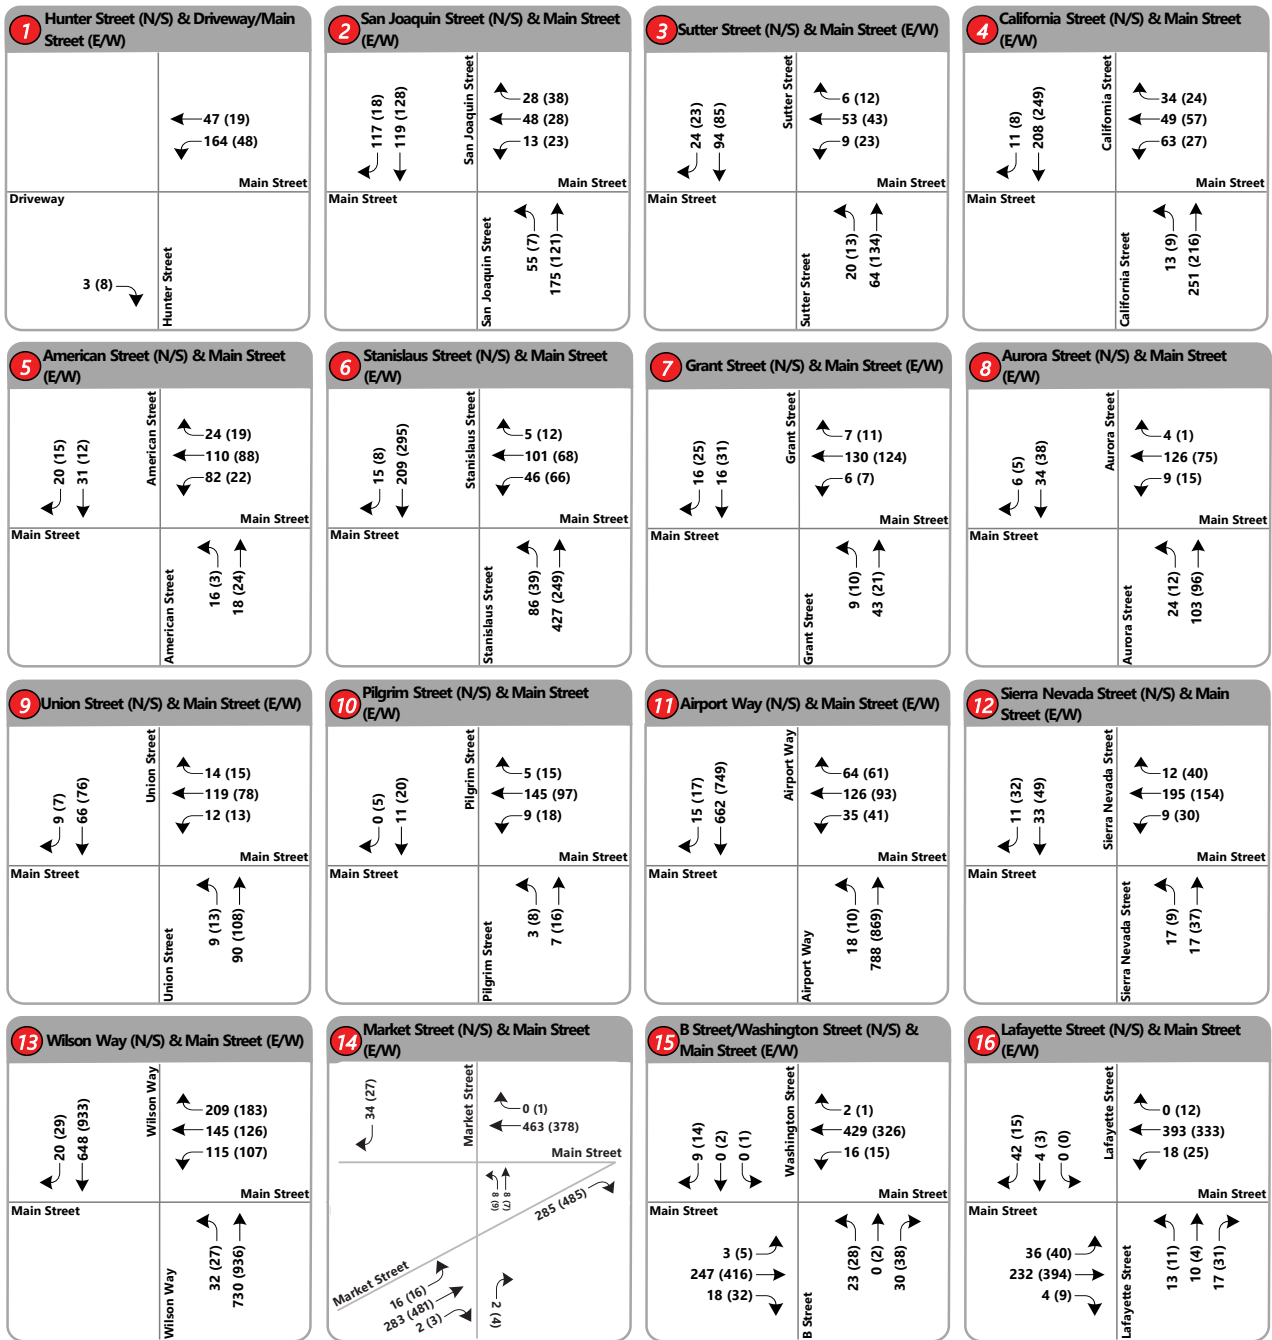 1 Hunter Street (N/S) & Driveway/Main
Street (E/W)
47 (19)
164 (48)
Main Street
Driveway
Hunter Street
3 (8)
2 San Joaquin Street (N/S) & Main Street
(E/W)
117 (18)
119 (128)
San Joaquin Street
28 (38)
48 (28)
13 (23)
Main Street
Main Street
San Joaquin Street
55 (7)
175 (121)
3 Sutter Street (N/S) & Main Street (E/W)
24 (23)
94 (85)
Sutter Street
6 (12)
53 (43)
9 (23)
Main Street
Main Street
Sutter Street
20 (13)
64 (134)
4 California Street (N/S) & Main Street
(E/W)
11 (8)
208 (249)
California Street
34 (24)
49 (57)
63 (27)
Main Street
Main Street
California Street
13 (9)
251 (216)
5 American Street (N/S) & Main Street
(E/W)
20 (15)
31 (12)
American Street
24 (19)
110 (88)
82 (22)
Main Street
Main Street
American Street
16 (3)
18 (24)
6 Stanislaus Street (N/S) & Main Street
(E/W)
15 (8)
209 (295)
Stanislaus Street
5 (12)
101 (68)
46 (66)
Main Street
Main Street
Stanislaus Street
86 (39)
427 (249)
7 Grant Street (N/S) & Main Street (E/W)
16 (25)
16 (31)
Grant Street
7 (11)
130 (124)
6 (7)
Main Street
Main Street
Grant Street
9 (10)
43 (21)
8 Aurora Street (N/S) & Main Street
(E/W)
6 (5)
34 (38)
Aurora Street
4 (1)
126 (75)
9 (15)
Main Street
Main Street
Aurora Street
24 (12)
103 (96)
9 Union Street (N/S) & Main Street (E/W)
9 (7)
66 (76)
Union Street
14 (15)
119 (78)
12 (13)
Main Street
Main Street
Union Street
9 (13)
90 (108)
10 Pilgrim Street (N/S) & Main Street
(E/W)
0 (5)
11 (20)
Pilgrim Street
5 (15)
145 (97)
9 (18)
Main Street
Main Street
Pilgrim Street
3 (8)
7 (16)
11 Airport Way (N/S) & Main Street (E/W)
15 (17)
662 (749)
Airport Way
64 (61)
126 (93)
35 (41)
Main Street
Main Street
Airport Way
18 (10)
788 (869)
12 Sierra Nevada Street (N/S) & Main
Street (E/W)
11 (32)
33 (49)
Sierra Nevada Street
12 (40)
195 (154)
9 (30)
Main Street
Main Street
Sierra Nevada Street
17 (9)
17 (37)
13 Wilson Way (N/S) & Main Street (E/W)
20 (29)
648 (933)
Wilson Way
209 (183)
145 (126)
115 (107)
Main Street
Main Street
Wilson Way
32 (27)
730 (936)
14 Market Street (N/S) & Main Street
(E/W)
34 (27)
Market Street
0 (1)
463 (378)
Main Street
8 (9)
8 (7)
285 (485)
Market Street
16 (16)
283 (481)
2 (3)
2 (4)
15 B Street/Washington Street (N/S) &
Main Street (E/W)
9 (14)
0 (2)
0 (1)
Washington Street
2 (1)
429 (326)
16 (15)
Main Street
Main Street
3 (5)
247 (416)
18 (32)
B Street
23 (28)
0 (2)
30 (38)
16 Lafayette Street (N/S) & Main Street
(E/W)
42 (15)
4 (3)
0 (0)
Lafayette Street
0 (12)
393 (333)
18 (25)
Main Street
Main Street
36 (40)
232 (394)
4 (9)
Lafayette Street
13 (11)
10 (4)
17 (31)